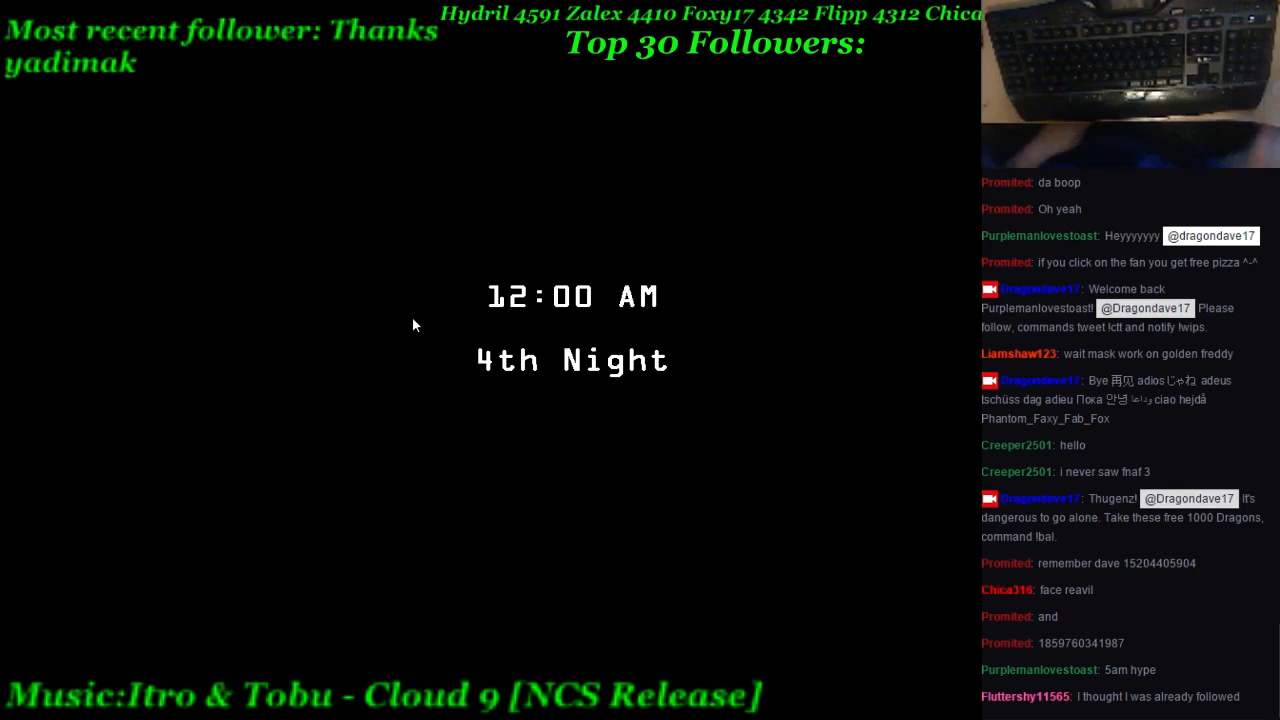 Most recent follower: Thanks
yadimak
Hydril 4591 Zalex 4410 Foxy17 4342 Flipp 4312 Chica
Top 30 Followers:
12:00 AM
4th Night
Music:Itro & Tobu - Cloud 9 [NCS Release]
Promited: da boop
Promited: Oh yeah
Purplemanlovestoast: Heyyyyyyy @dragondave17
Promited: if you click on the fan you get free pizza ^-^
Dragondave17: Welcome back
Purplemanlovestoast! @Dragondave17 Please
follow, commands tweet !ctt and notify !wips.
Liamshaw123: wait mask work on golden freddy
Dragondave17: Bye 再见 adios じゃね adeus
tschüss dag adieu Пока 안녕 وداعا ciao hejdå
Phantom_Faxy_Fab_Fox
Creeper2501: hello
Creeper2501: i never saw fnaf 3
Dragondave17: Thugenz! @Dragondave17 It's
dangerous to go alone. Take these free 1000 Dragons,
command !bal.
Promited: remember dave 15204405904
Chica316: face reavil
Promited: and
Promited: 1859760341987
Purplemanlovestoast: 5am hype
Fluttershy11565: I thought I was already followed